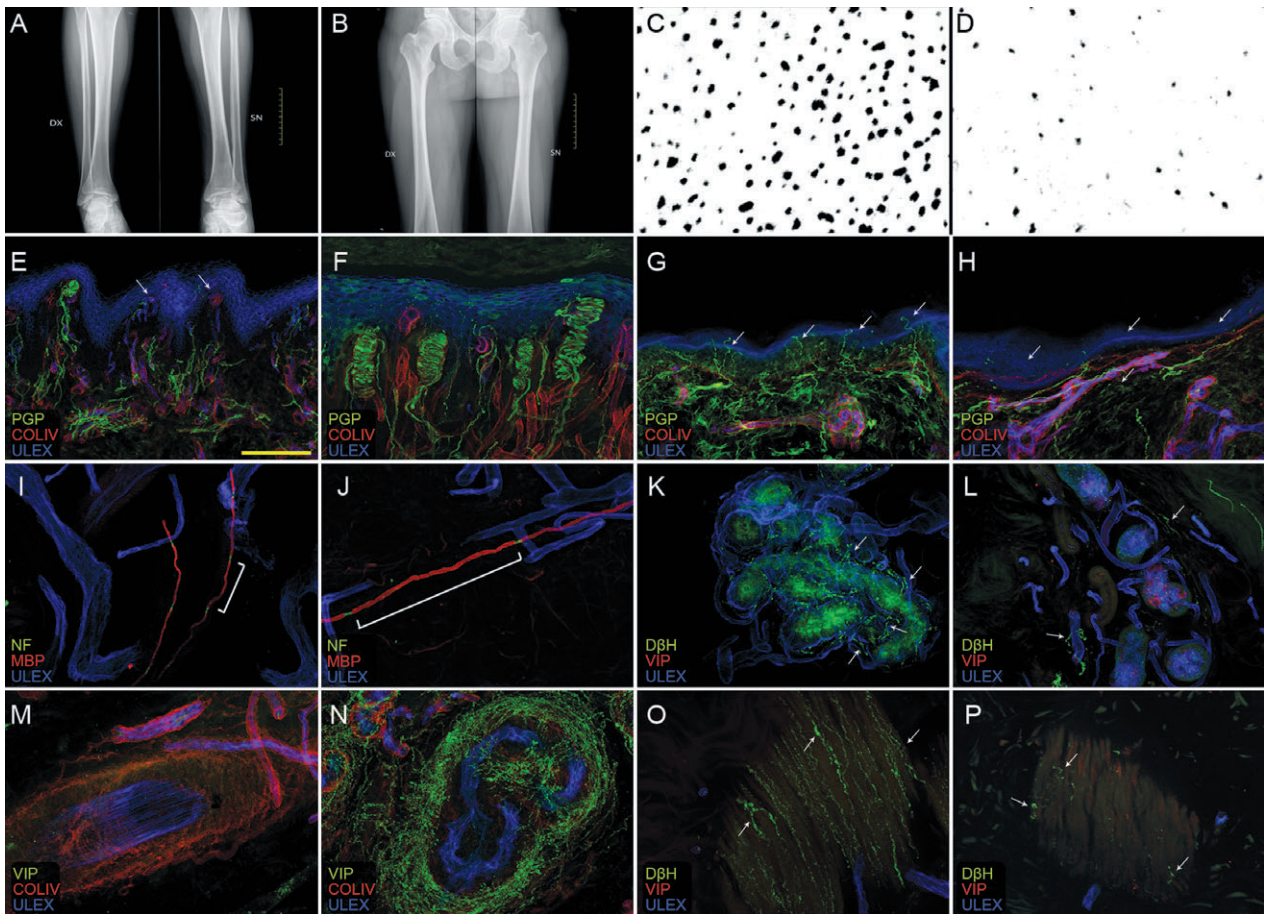 A
DX
SN
B
DX
SN
C
D
E
PGP
COLIV
ULEX
F
PGP
COLIV
ULEX
G
PGP
COLIV
ULEX
H
PGP
COLIV
ULEX
I
NF
MBP
ULEX
J
NF
MBP
ULEX
K
DβH
VIP
ULEX
L
DβH
VIP
ULEX
M
VIP
COLIV
ULEX
N
VIP
COLIV
ULEX
O
DβH
VIP
ULEX
P
DβH
VIP
ULEX